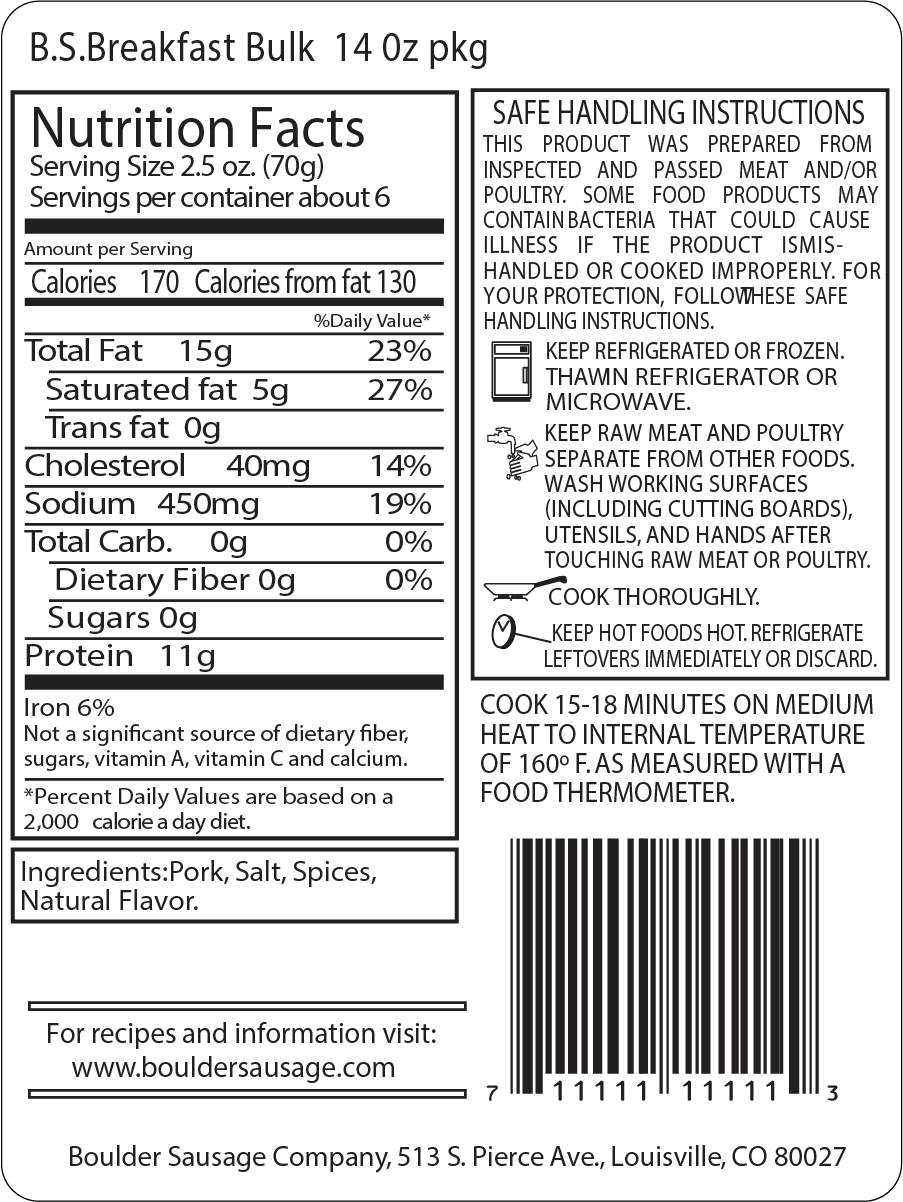 B.S.Breakfast Bulk 14 Oz pkg
Nutrition Facts
Serving Size 2.5 oz. (70g)
Servings per container about 6
Amount per Serving
Calories 170 Calories from fat 130
%Daily Value*
Total Fat 15g 23%
Saturated fat 5g 27%
Trans fat 0g
Cholesterol 40mg 14%
Sodium 450mg 19%
Total Carb. 0g 0%
Dietary Fiber 0g 0%
Sugars 0g
Protein 11g
Iron 6%
Not a significant source of dietary fiber,
sugars, vitamin A, vitamin C and calcium.
*Percent Daily Values are based on a
2,000 calorie a day diet.
Ingredients:Pork, Salt, Spices,
Natural Flavor.
For recipes and information visit:
www.bouldersausage.com
SAFE HANDLING INSTRUCTIONS
THIS PRODUCT WAS PREPARED FROM
INSPECTED AND PASSED MEAT AND/OR
POULTRY. SOME FOOD PRODUCTS MAY
CONTAIN BACTERIA THAT COULD CAUSE
ILLNESS IF THE PRODUCT ISMIS-
HANDLED OR COOKED IMPROPERLY. FOR
YOUR PROTECTION, FOLLOWTHESE SAFE
HANDLING INSTRUCTIONS.
KEEP REFRIGERATED OR FROZEN.
THAWIN REFRIGERATOR OR
MICROWAVE.
KEEP RAW MEAT AND POULTRY
SEPARATE FROM OTHER FOODS.
WASH WORKING SURFACES
(INCLUDING CUTTING BOARDS),
UTENSILS, AND HANDS AFTER
TOUCHING RAW MEAT OR POULTRY.
COOK THOROUGHLY.
KEEP HOT FOODS HOT. REFRIGERATE
LEFTOVERS IMMEDIATELY OR DISCARD.
COOK 15-18 MINUTES ON MEDIUM
HEAT TO INTERNAL TEMPERATURE
OF 160º F. AS MEASURED WITH A
FOOD THERMOMETER.
7 11111 11111 3
Boulder Sausage Company, 513 S. Pierce Ave., Louisville, CO 80027